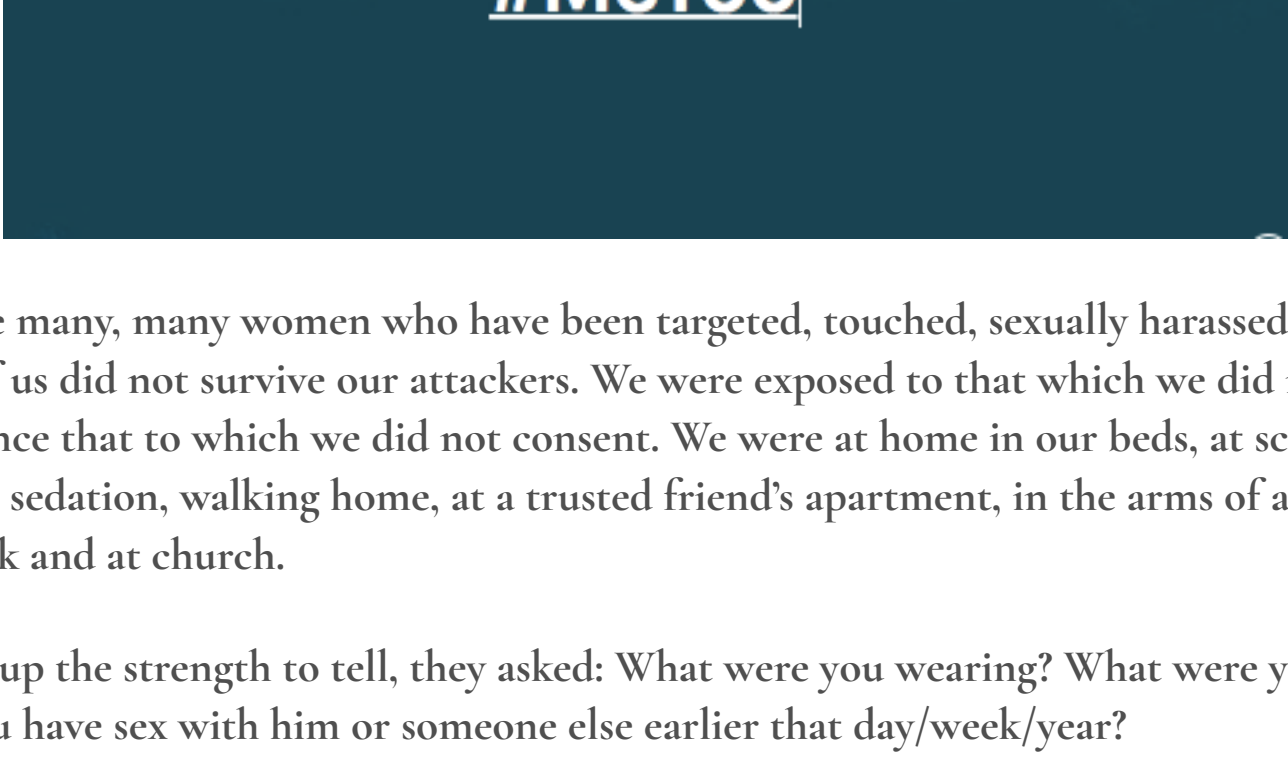 #MeToo
many, many women who have been targeted, touched, sexually harassed
us did not survive our attackers. We were exposed to that which we did
that to which we did not consent. We were at home in our beds, at
sedation, walking home, at a trusted friend’s apartment, in the arms of
and at church.
up the strength to tell, they asked: What were you wearing? What were
have sex with him or someone else earlier that day/week/year?